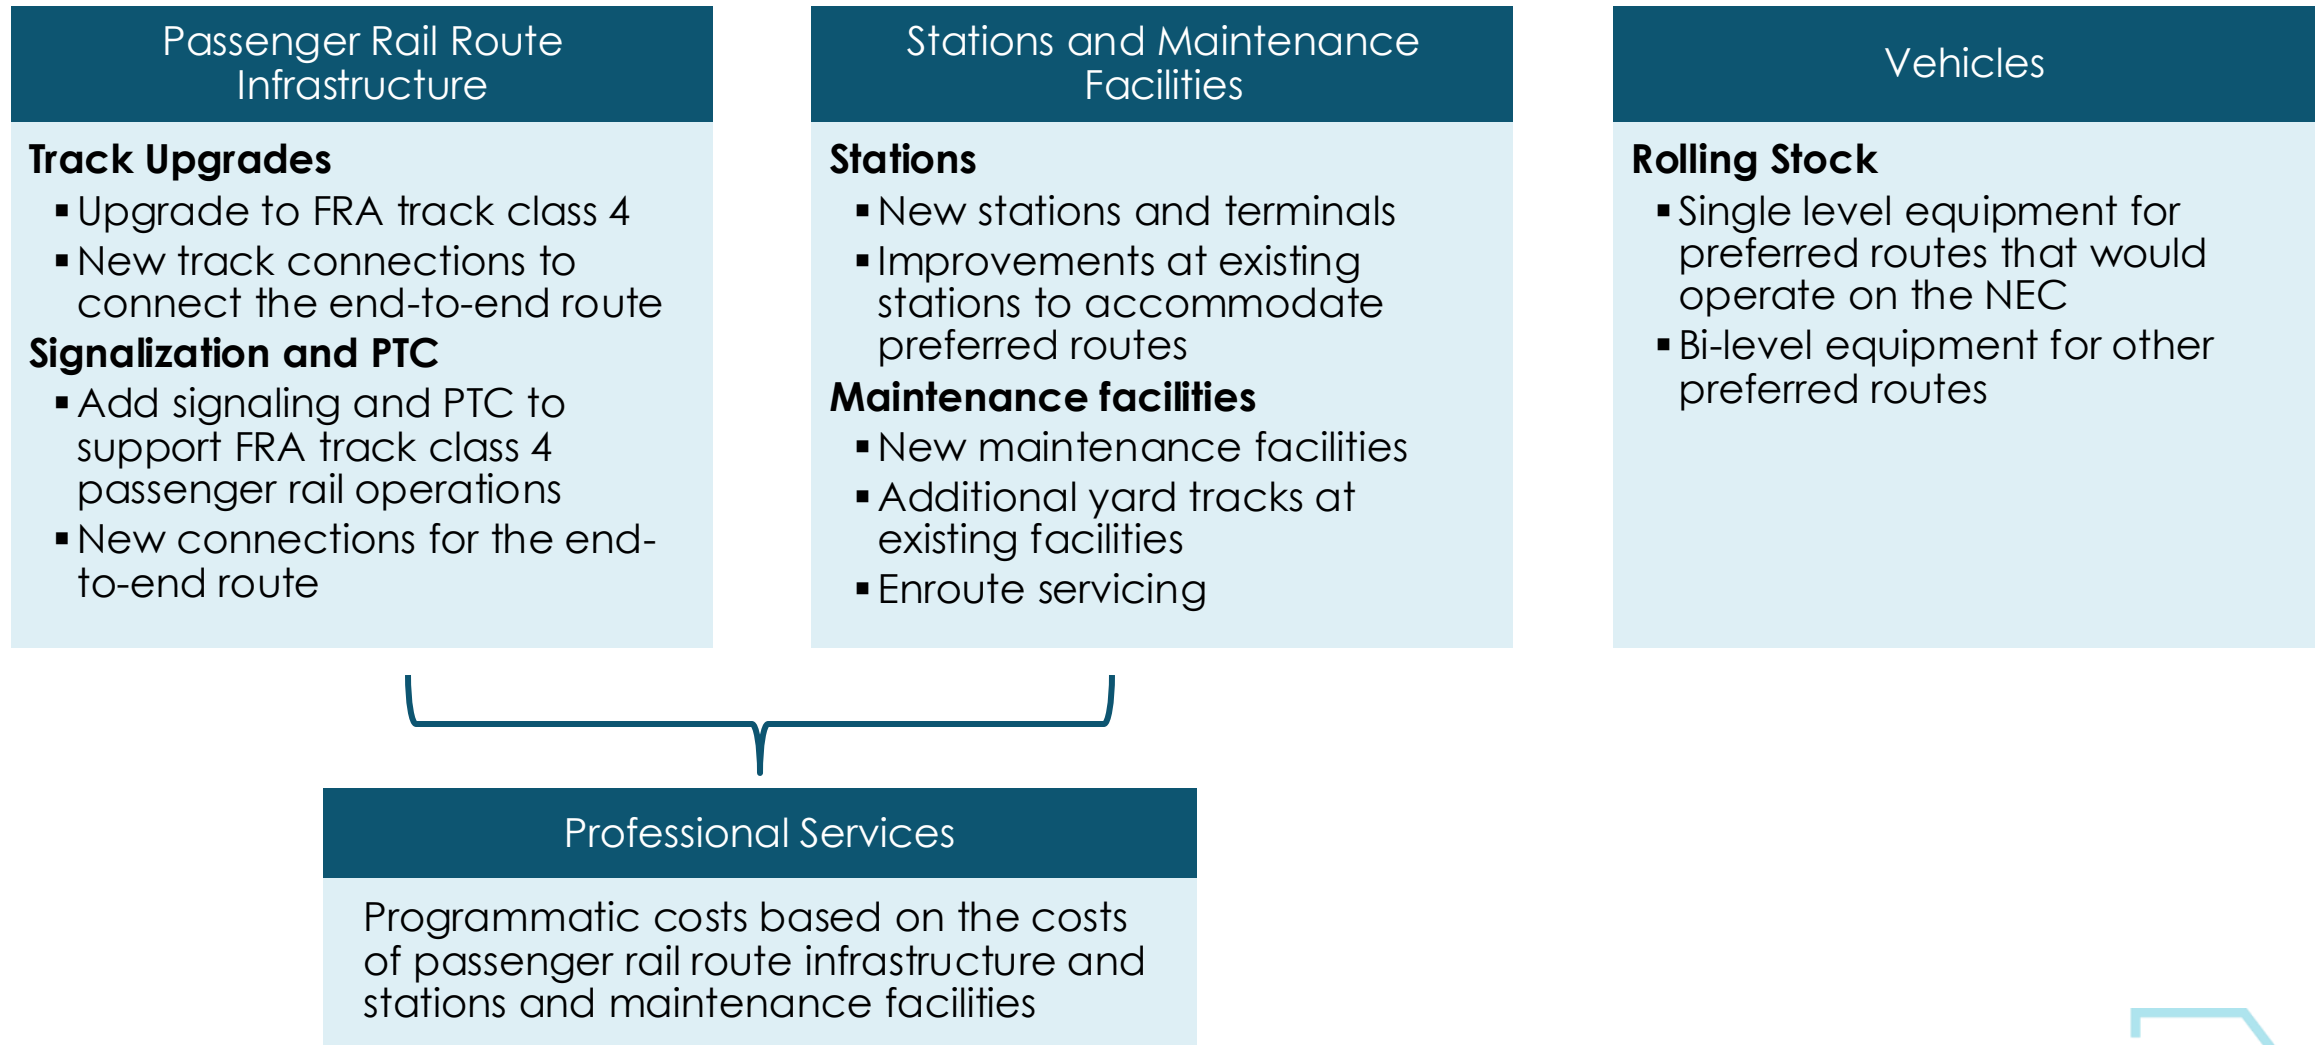 Passenger Rail Route
Infrastructure
Track Upgrades
▪Upgrade to FRA track class 4
▪New track connections to
connect the end-to-end route
Signalization and PTC
▪Add signaling and PTC to
support FRA track class 4
passenger rail operations
▪New connections for the end-
to-end route
Stations and Maintenance
Facilities
Stations
▪New stations and terminals
▪Improvements at existing
stations to accommodate
preferred routes
Maintenance facilities
▪New maintenance facilities
▪Additional yard tracks at
existing facilities
▪Enroute servicing
Vehicles
Rolling Stock
▪Single level equipment for
preferred routes that would
operate on the NEC
▪Bi-level equipment for other
preferred routes
Professional Services
Programmatic costs based on the costs
of passenger rail route infrastructure and
stations and maintenance facilities